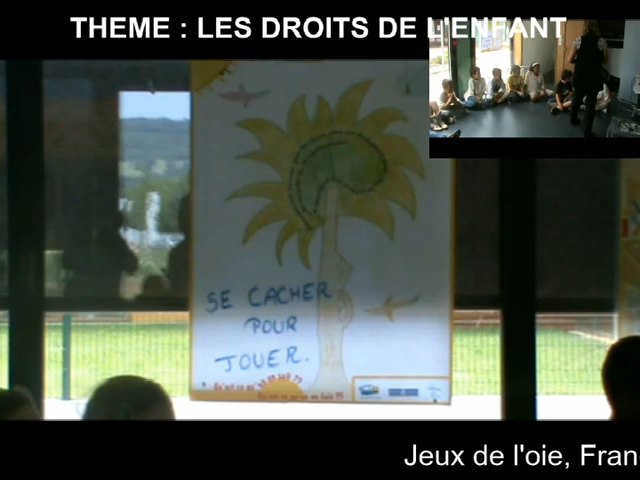 THEME : LES DROITS DE L'ENFANT
SE CACHER
POUR
JOUER.
Jeux de l'oie, Fran